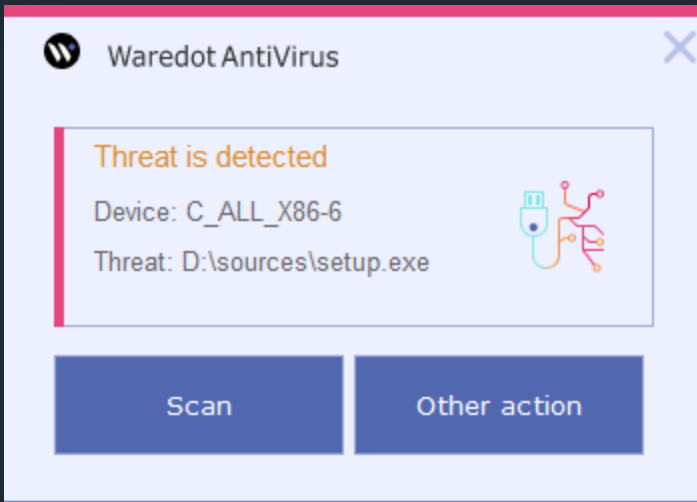 Waredot AntiVirus
Threat is detected
Device: C_ALL_X86-6
Threat: D:\sources\setup.exe
Scan
Other action